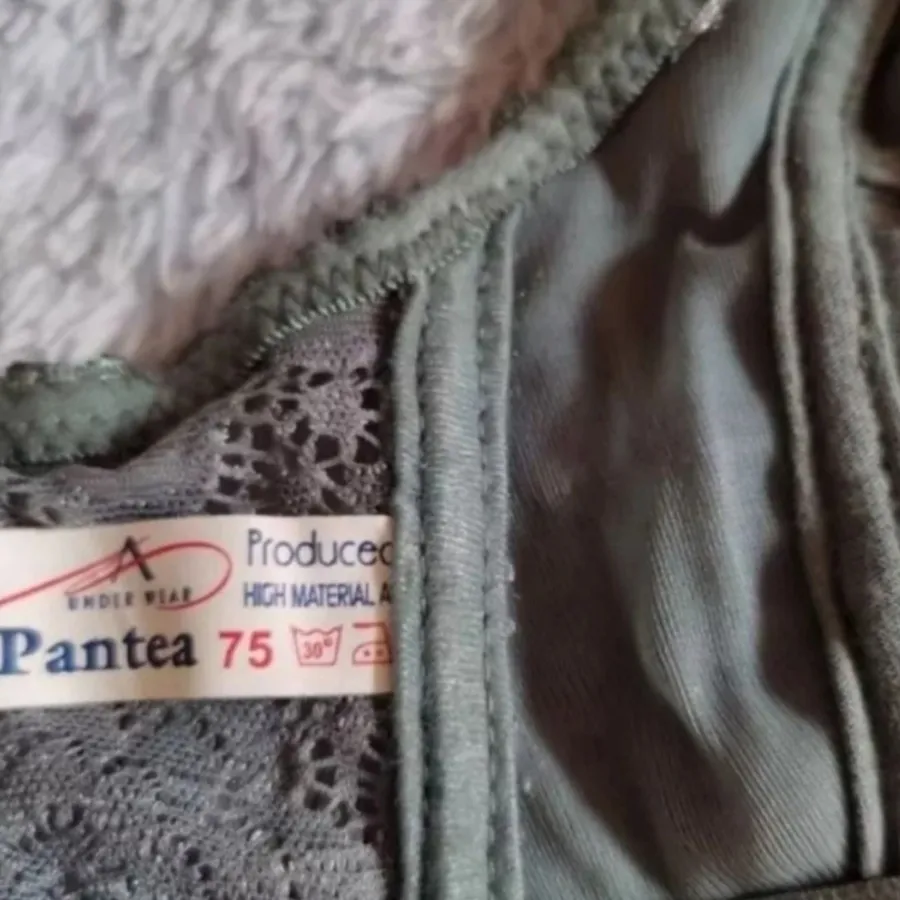 A
UNDER WEAR
Produced
HIGH MATERIAL A
Pantea 75 30°